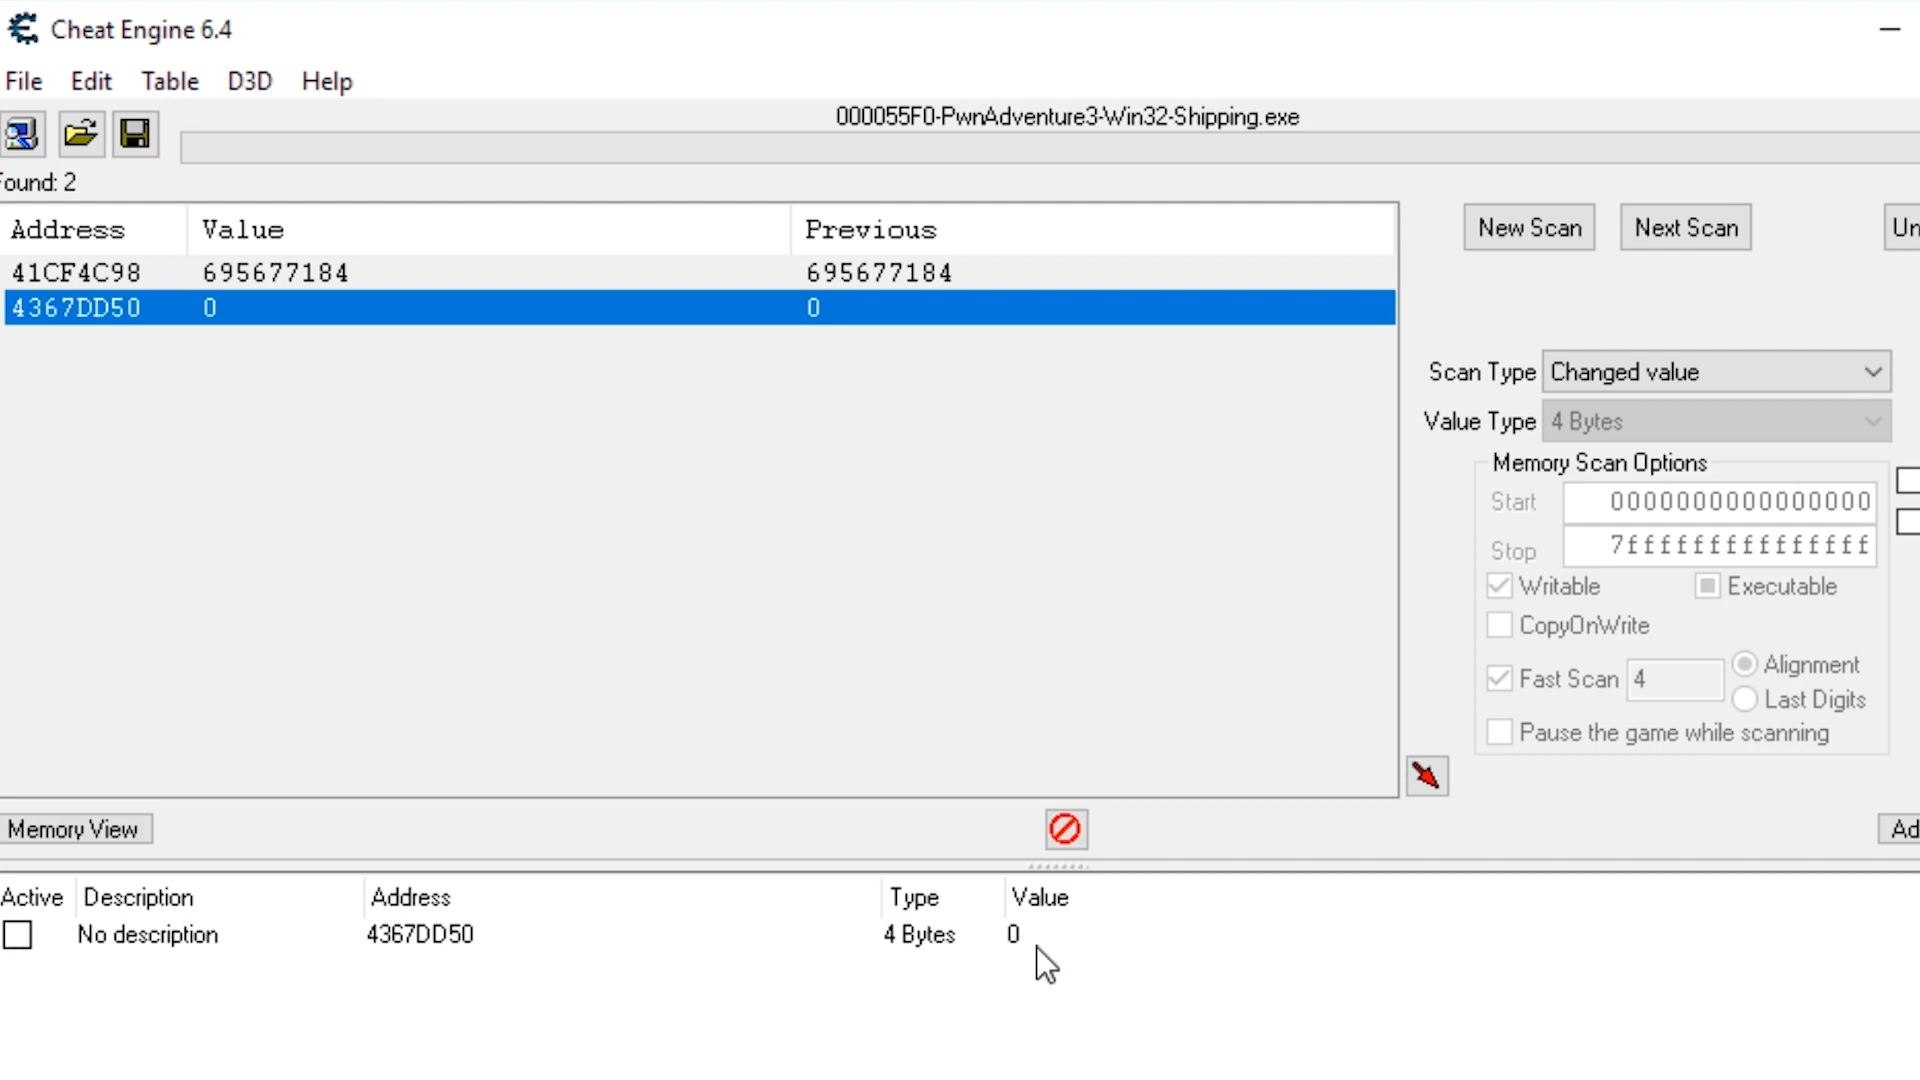 Cheat Engine 6.4
File Edit Table D3D Help
000055F0-PwnAdventure3-Win32-Shipping.exe
Found: 2
Address Value Previous
41CF4C98 695677184 695677184
4367DD50 0 0
New Scan Next Scan Un
Scan Type Changed value
Value Type 4 Bytes
Memory Scan Options
Start 0000000000000000
Stop 7fffffffffffffff
Writable Executable
CopyOnWrite
Fast Scan 4 Alignment
Last Digits
Pause the game while scanning
Memory View Ad
Active Description Address Type Value
No description 4367DD50 4 Bytes 0